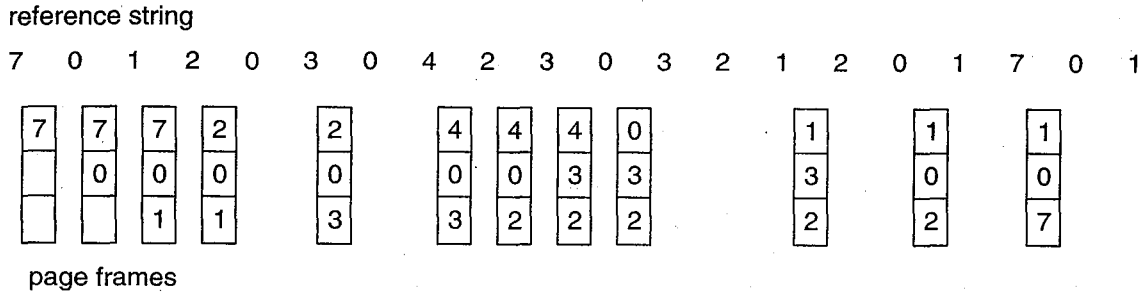 reference string
7 0 1 2 0 3 0 4 2 3 0 3 2 1 2 0 1 7 0 1
7 7 7 2 2 4 4 4 0 1 1 1
0 0 0 0 0 0 3 3 3 0 0
1 1 3 3 2 2 2 2 2 7
page frames